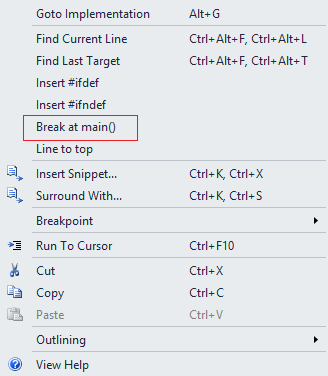 Goto Implementation Alt+G
Find Current Line Ctrl+Alt+F, Ctrl+Alt+L
Find Last Target Ctrl+Alt+F, Ctrl+Alt+T
Insert #ifdef
Insert #ifndef
Break at main()
Line to top
Insert Snippet... Ctrl+K, Ctrl+X
Surround With... Ctrl+K, Ctrl+S
Breakpoint
Run To Cursor Ctrl+F10
Cut Ctrl+X
Copy Ctrl+C
Paste Ctrl+V
Outlining
View Help